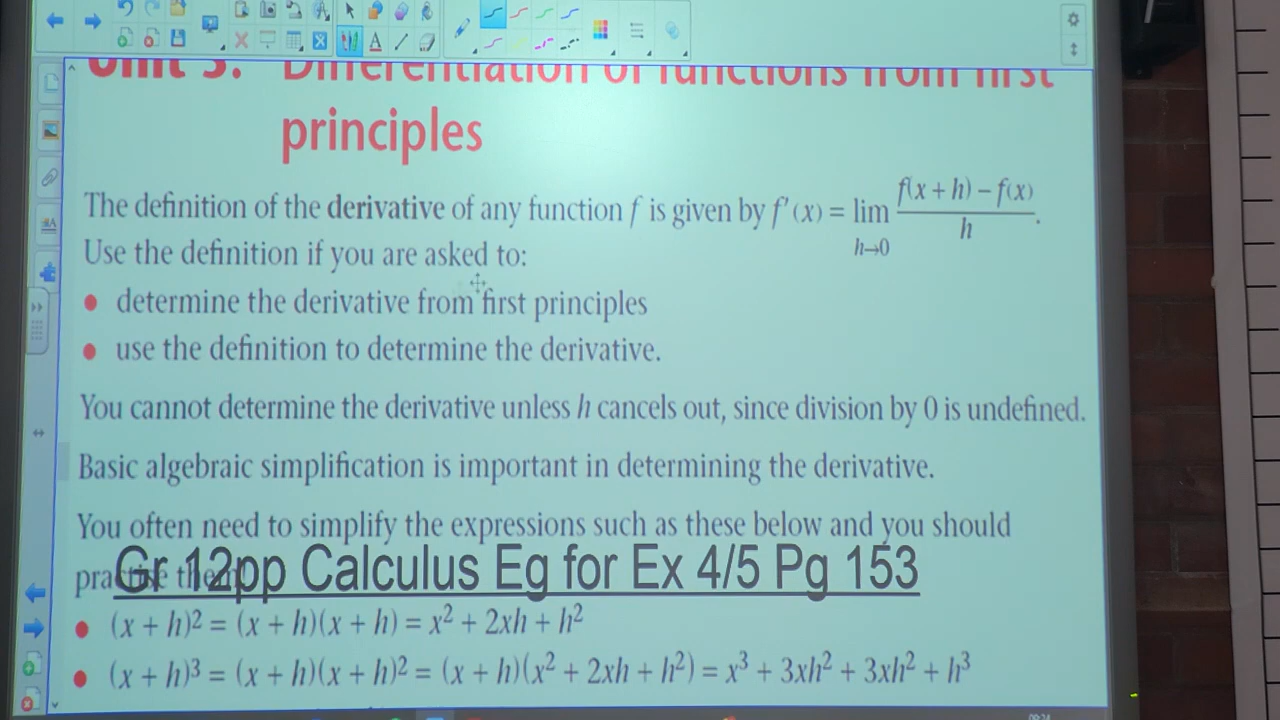 Unit 3: Differentiation of functions from first
principles
The definition of the derivative of any function f is given by f′(x) = lim h→0 f(x + h) – f(x) / h.
Use the definition if you are asked to:
• determine the derivative from first principles
• use the definition to determine the derivative.
You cannot determine the derivative unless h cancels out, since division by 0 is undefined.
Basic algebraic simplification is important in determining the derivative.
You often need to simplify the expressions such as these below and you should
practise them
Gr 12pp Calculus Eg for Ex 4/5 Pg 153
• (x + h)² = (x + h)(x + h) = x² + 2xh + h²
• (x + h)³ = (x + h)(x + h)² = (x + h)(x² + 2xh + h²) = x³ + 3xh² + 3xh² + h³